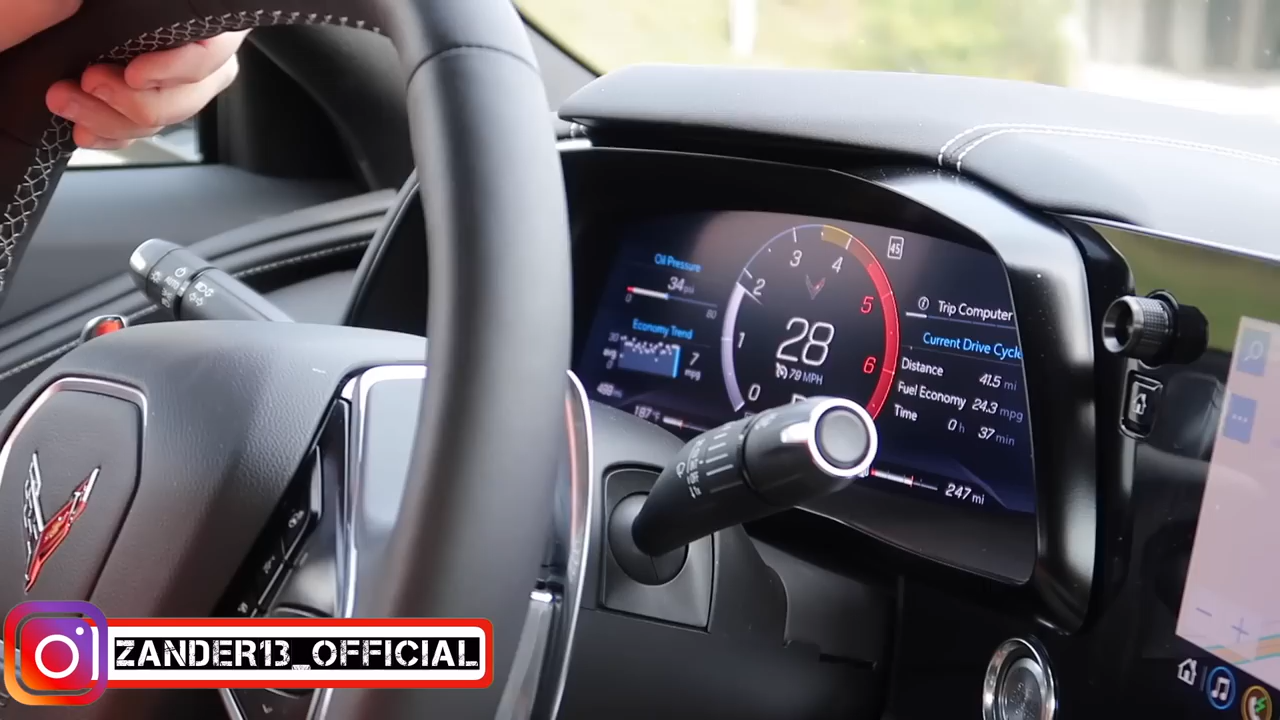 Oil Pressure
34 psi
0
80
Economy Trend
7
mpg
187°F
3
4
2
5
1
6
0
28
79 MPH
45
Trip Computer
Current Drive Cycle
Distance
41.5 mi
Fuel Economy
24.3 mpg
Time
0 h 37 min
247 mi
ZANDER13_OFFICIAL